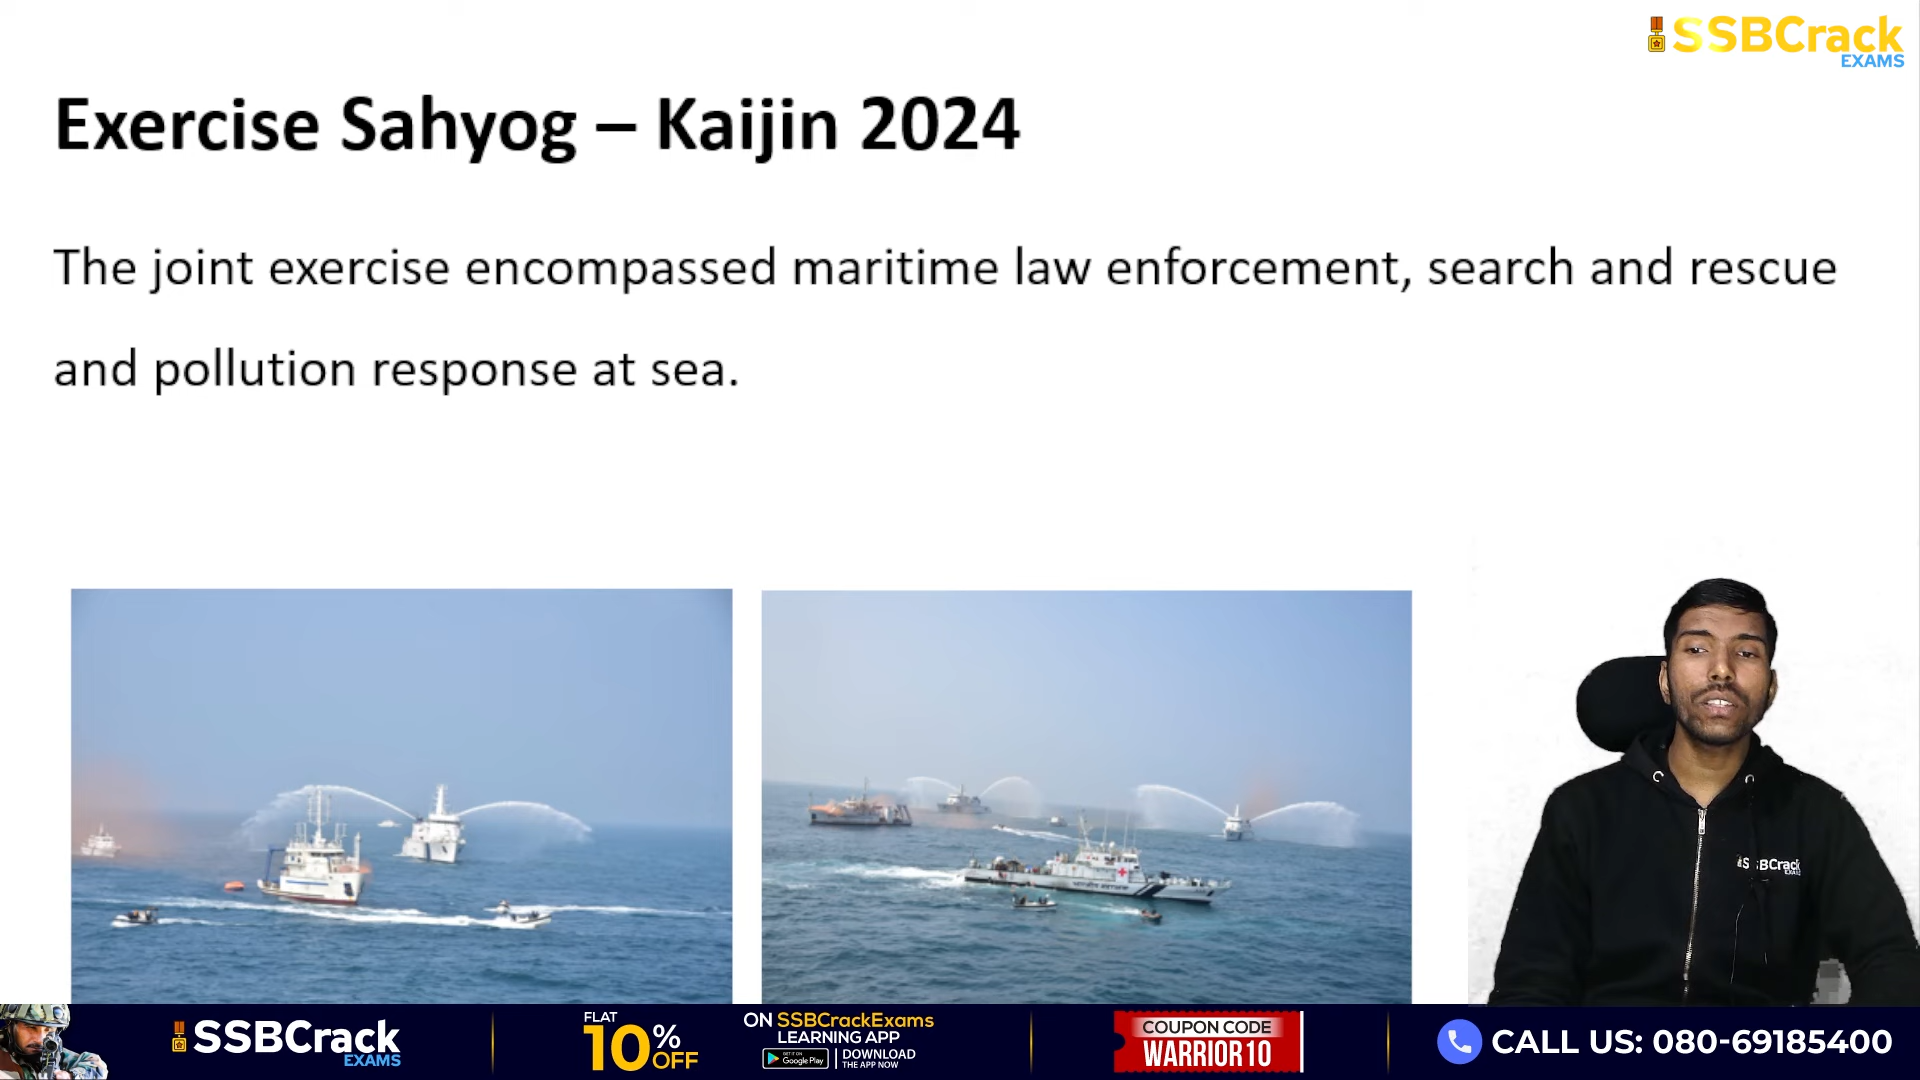 SSBCrack
EXAMS
Exercise Sahyog – Kaijin 2024
The joint exercise encompassed maritime law enforcement, search and rescue
and pollution response at sea.
SSBCrack
SSBCrack
EXAMS
FLAT
10%
OFF
ON SSBCrackExams
LEARNING APP
GET IT ON
Google Play
DOWNLOAD
THE APP NOW
COUPON CODE
WARRIOR10
CALL US: 080-69185400